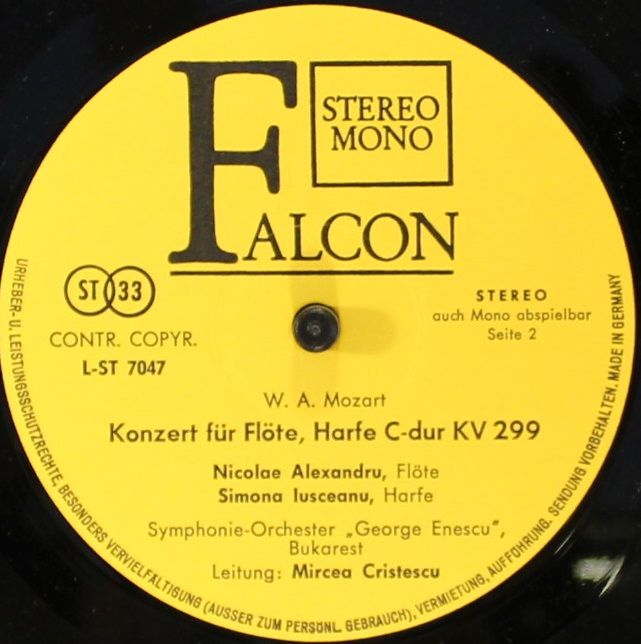 FALCON
STEREO
MONO
ST 33
CONTR. COPYR.
L-ST 7047
STEREO
auch Mono abspielbar
Seite 2
W. A. Mozart
Konzert für Flöte, Harfe C-dur KV 299
Nicolae Alexandru, Flöte
Simona Iusceanu, Harfe
Symphonie-Orchester „George Enescu",
Bukarest
Leitung: Mircea Cristescu
URHEBER- U. LEISTUNGSSCHUTZRECHTE, BESONDERS VERVIELFÄLTIGUNG (AUSSER ZUM PERSÖNL. GEBRAUCH), VERMIETUNG, AUFFÜHRUNG, SENDUNG VORBEHALTEN. MADE IN GERMANY